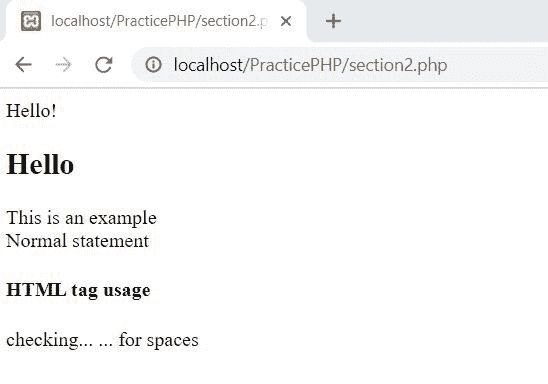 localhost/PracticePHP/section2.p
localhost/PracticePHP/section2.php
Hello!
Hello
This is an example
Normal statement
HTML tag usage
checking... ... for spaces